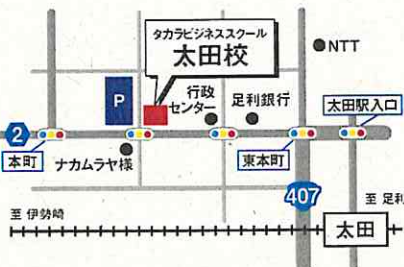 タカラビジネススクール
太田校
NTT
P
行政
センター
足利銀行
太田駅入口
2
本町
ナカムラヤ様
東本町
407
至 伊勢崎
至 足利
太田